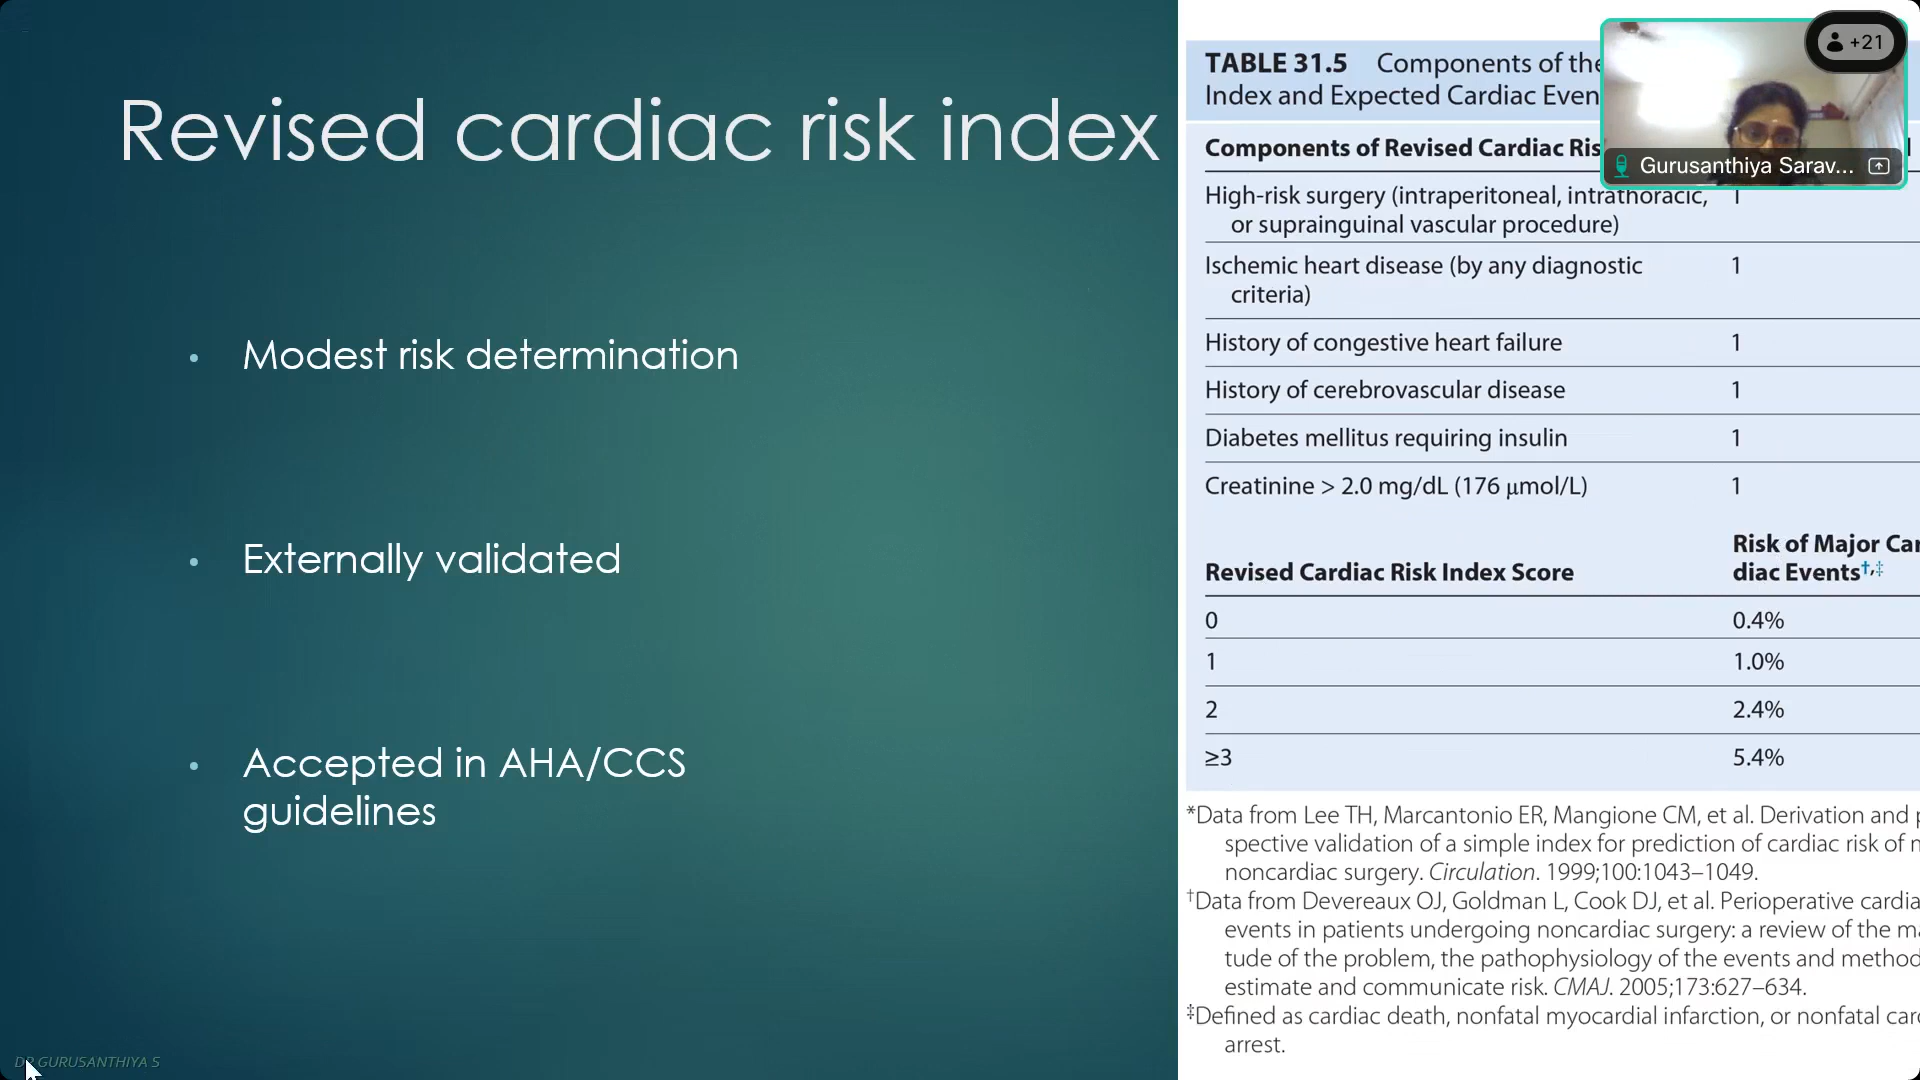 Revised cardiac risk index
• Modest risk determination
• Externally validated
• Accepted in AHA/CCS
guidelines
DR GURUSANTHIYA S
TABLE 31.5 Components of the
Index and Expected Cardiac Even
Components of Revised Cardiac Ris
High-risk surgery (intraperitoneal, intrathoracic, 1
or suprainguinal vascular procedure)
Ischemic heart disease (by any diagnostic 1
criteria)
History of congestive heart failure 1
History of cerebrovascular disease 1
Diabetes mellitus requiring insulin 1
Creatinine > 2.0 mg/dL (176 μmol/L) 1
Risk of Major Car
Revised Cardiac Risk Index Score diac Events†,‡
0 0.4%
1 1.0%
2 2.4%
≥3 5.4%
*Data from Lee TH, Marcantonio ER, Mangione CM, et al. Derivation and p
spective validation of a simple index for prediction of cardiac risk of m
noncardiac surgery. Circulation. 1999;100:1043–1049.
†Data from Devereaux OJ, Goldman L, Cook DJ, et al. Perioperative cardia
events in patients undergoing noncardiac surgery: a review of the ma
tude of the problem, the pathophysiology of the events and method
estimate and communicate risk. CMAJ. 2005;173:627–634.
‡Defined as cardiac death, nonfatal myocardial infarction, or nonfatal card
arrest.
+21
Gurusanthiya Sarav...